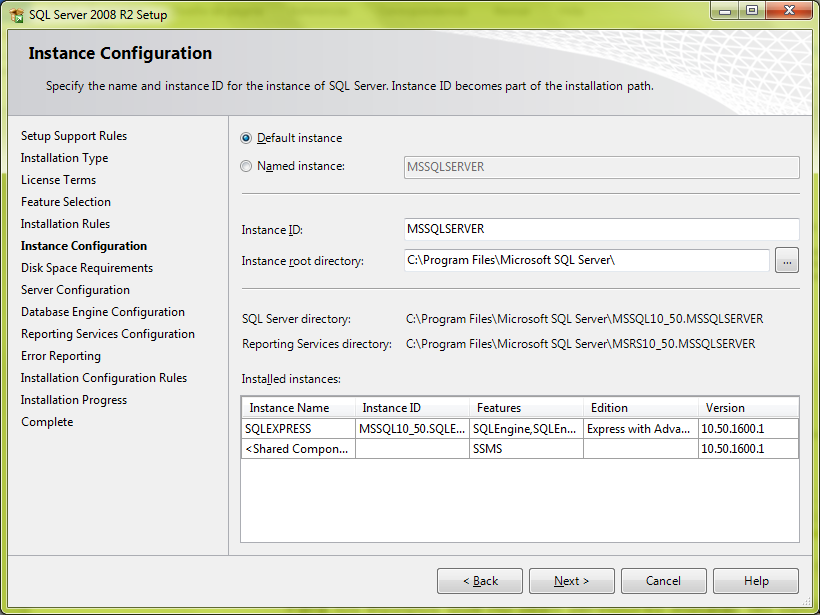 SQL Server 2008 R2 Setup
Instance Configuration
Specify the name and instance ID for the instance of SQL Server. Instance ID becomes part of the installation path.
Setup Support Rules
Installation Type
License Terms
Feature Selection
Installation Rules
Instance Configuration
Disk Space Requirements
Server Configuration
Database Engine Configuration
Reporting Services Configuration
Error Reporting
Installation Configuration Rules
Installation Progress
Complete
Default instance
Named instance: MSSQLSERVER
Instance ID: MSSQLSERVER
Instance root directory: C:\Program Files\Microsoft SQL Server\ ...
SQL Server directory: C:\Program Files\Microsoft SQL Server\MSSQL10_50.MSSQLSERVER
Reporting Services directory: C:\Program Files\Microsoft SQL Server\MSRS10_50.MSSQLSERVER
Installed instances:
Instance Name Instance ID Features Edition Version
SQLEXPRESS MSSQL10_50.SQLE... SQLEngine,SQLEn... Express with Adva... 10.50.1600.1
<Shared Compon... SSMS 10.50.1600.1
< Back Next > Cancel Help